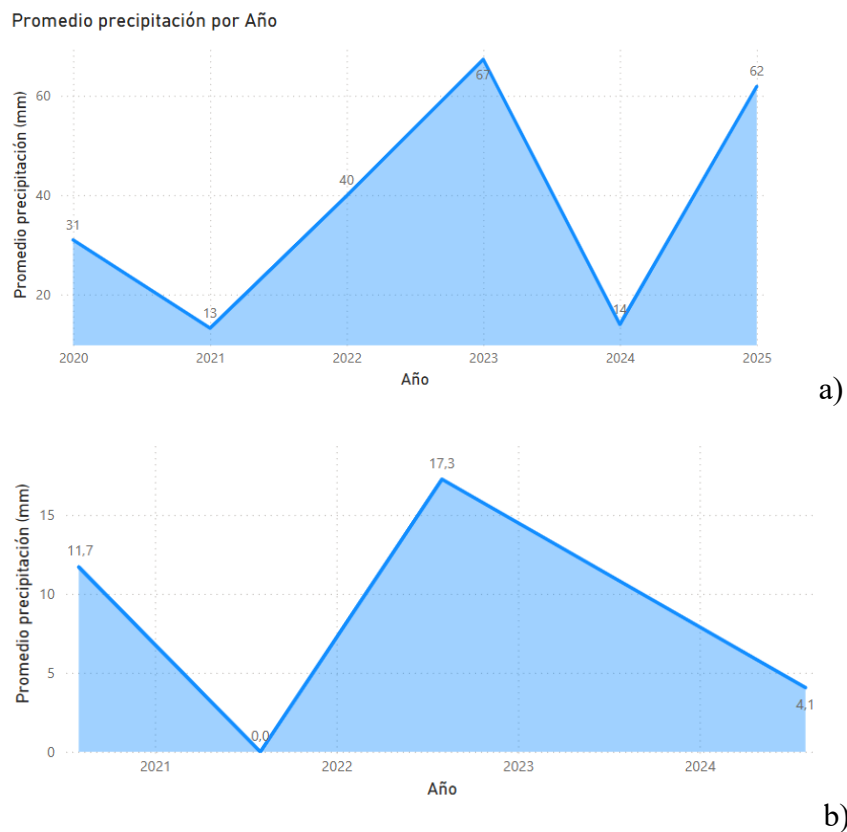 Promedio precipitación por Año
Promedio precipitación (mm)
60
40
20
31
13
40
67
14
62
2020 2021 2022 2023 2024 2025
Año
a)
Promedio precipitación (mm)
15
10
5
0
11,7
0,0
17,3
4,1
2021 2022 2023 2024
Año
b)